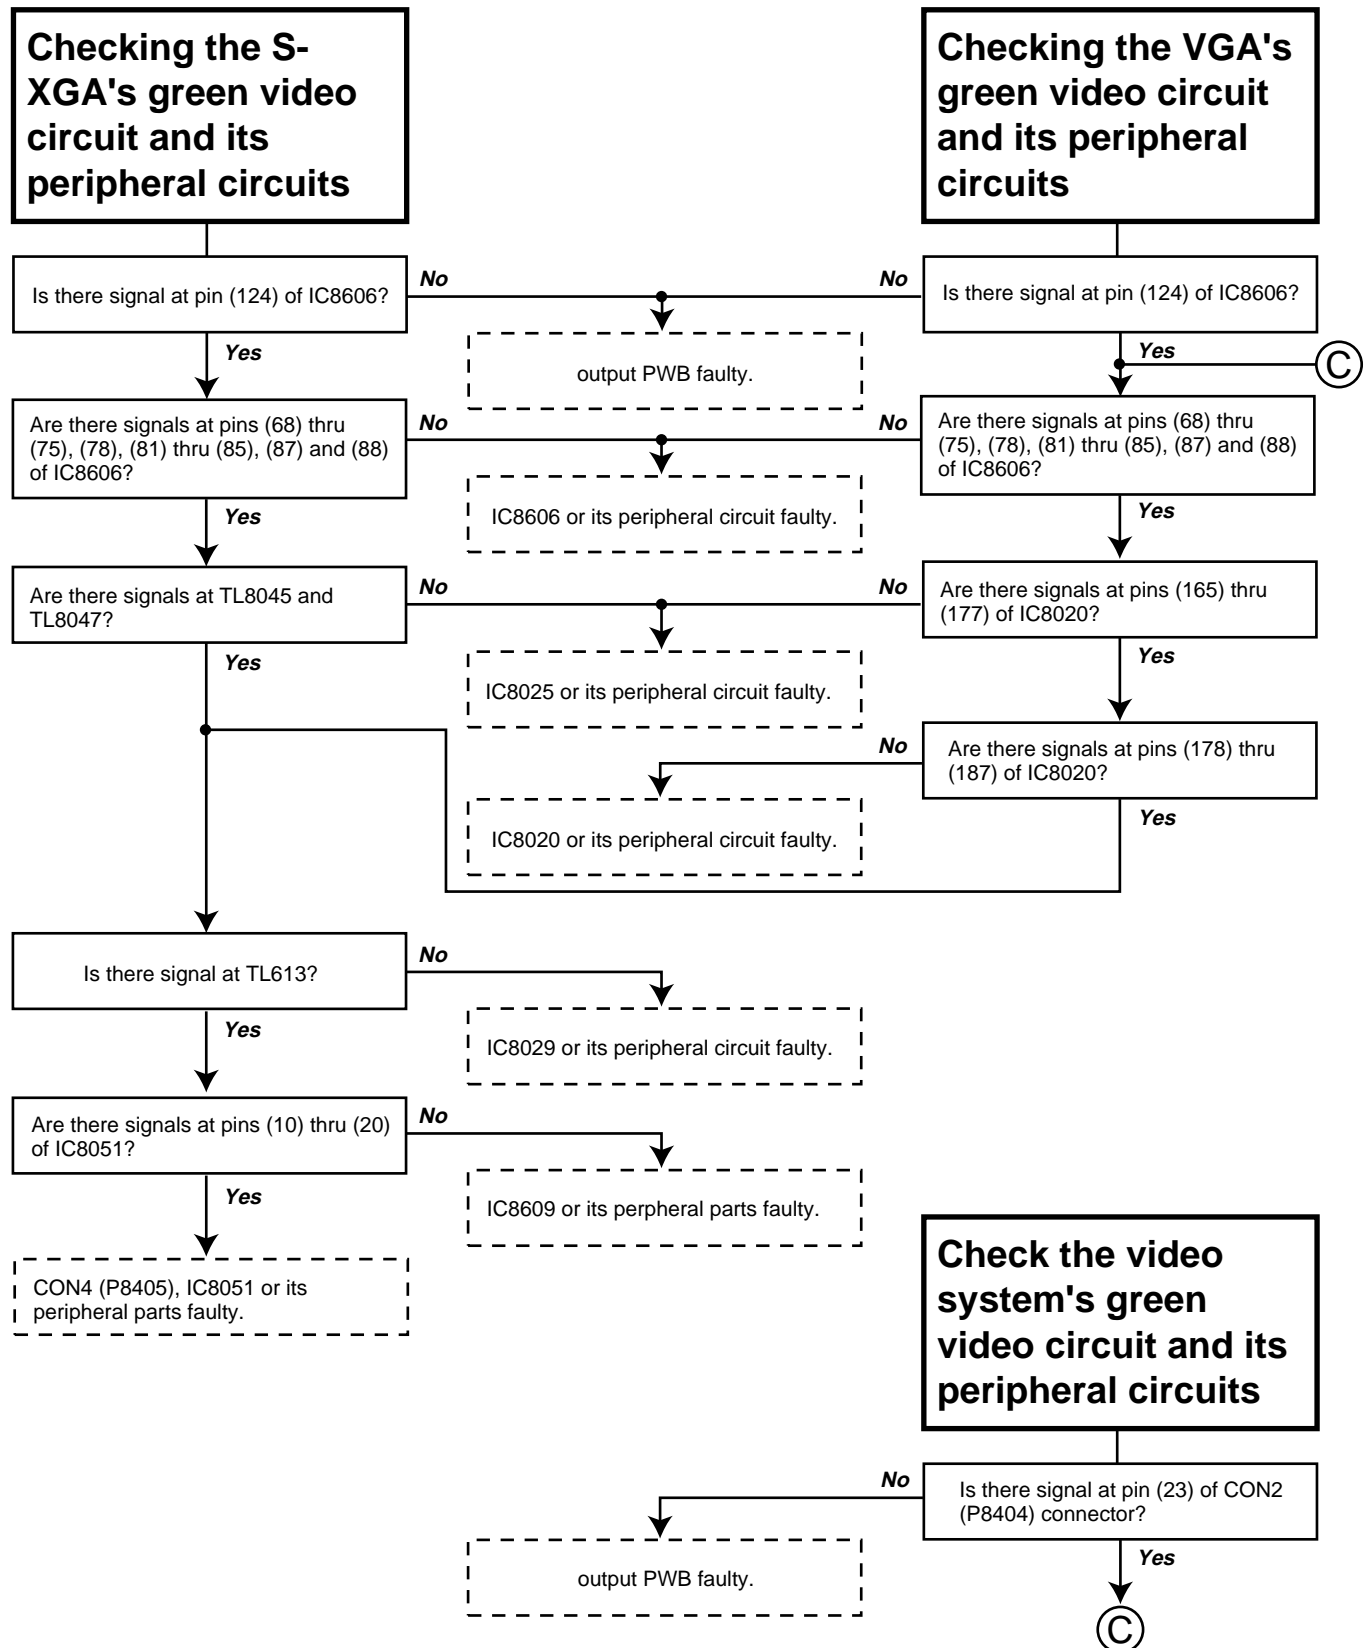 Checking the S-
XGA's green video
circuit and its
peripheral circuits
Checking the VGA's
green video circuit
and its peripheral
circuits
Is there signal at pin (124) of IC8606?
No
No
Is there signal at pin (124) of IC8606?
Yes
output PWB faulty.
Yes
C
Are there signals at pins (68) thru
(75), (78), (81) thru (85), (87) and (88)
of IC8606?
No
No
Are there signals at pins (68) thru
(75), (78), (81) thru (85), (87) and (88)
of IC8606?
Yes
IC8606 or its peripheral circuit faulty.
Yes
Are there signals at TL8045 and
TL8047?
No
No
Are there signals at pins (165) thru
(177) of IC8020?
Yes
IC8025 or its peripheral circuit faulty.
Yes
No
Are there signals at pins (178) thru
(187) of IC8020?
IC8020 or its peripheral circuit faulty.
Yes
Is there signal at TL613?
No
Yes
IC8029 or its peripheral circuit faulty.
Are there signals at pins (10) thru (20)
of IC8051?
No
Yes
IC8609 or its perpheral parts faulty.
CON4 (P8405), IC8051 or its
peripheral parts faulty.
Check the video
system's green
video circuit and its
peripheral circuits
No
Is there signal at pin (23) of CON2
(P8404) connector?
output PWB faulty.
Yes
C